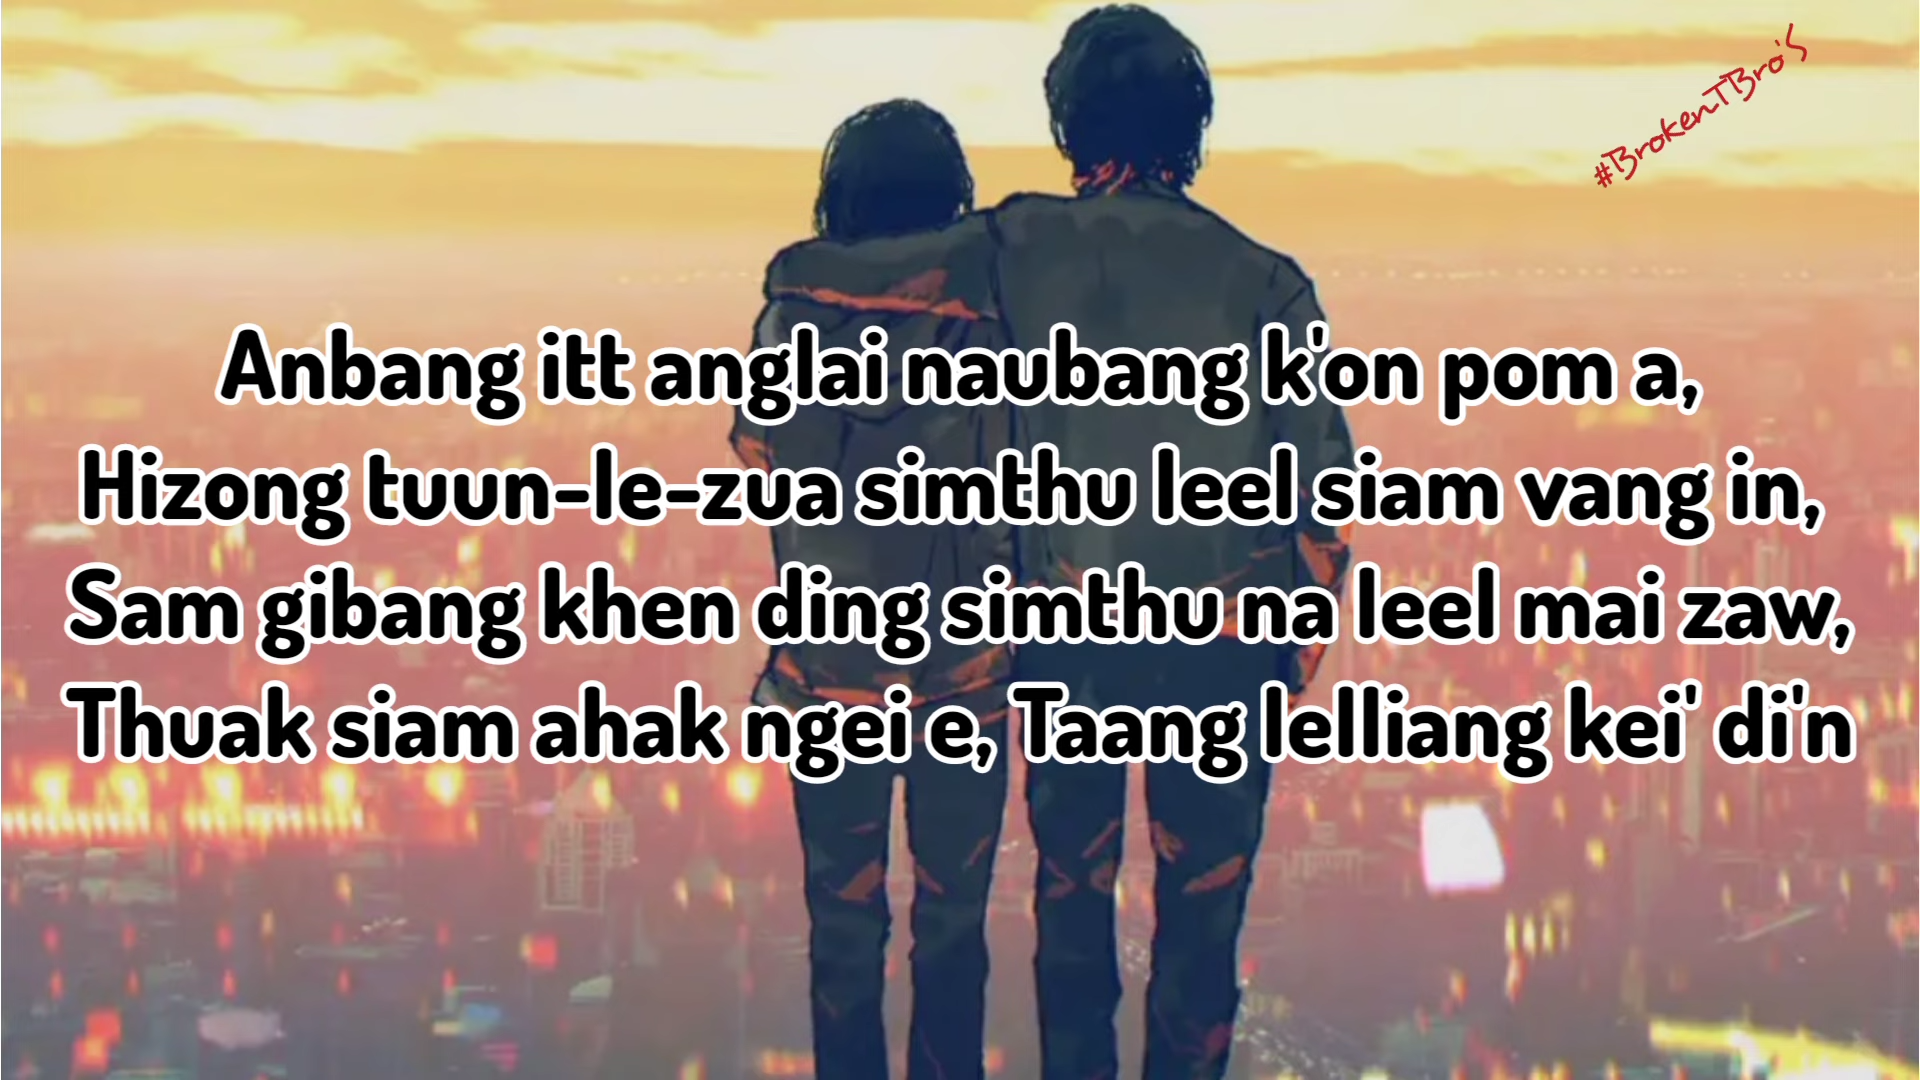 #BrokenTBro'S
Anbang itt anglai naubang k'on pom a,
Hizong tuun-le-zua simthu leel siam vang in,
Sam gibang khen ding simthu na leel mai zaw,
Thuak siam ahak ngei e, Taang lelliang kei' di'n